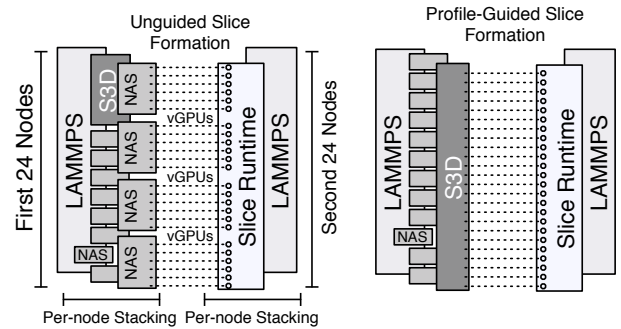 Unguided Slice
Formation
Profile-Guided Slice
Formation
First 24 Nodes
LAMMPS
S3D
NAS
NAS
NAS
NAS
NAS
vGPUs
vGPUs
vGPUs
Slice Runtime
LAMMPS
Second 24 Nodes
Per-node Stacking
Per-node Stacking
LAMMPS
NAS
S3D
Slice Runtime
LAMMPS